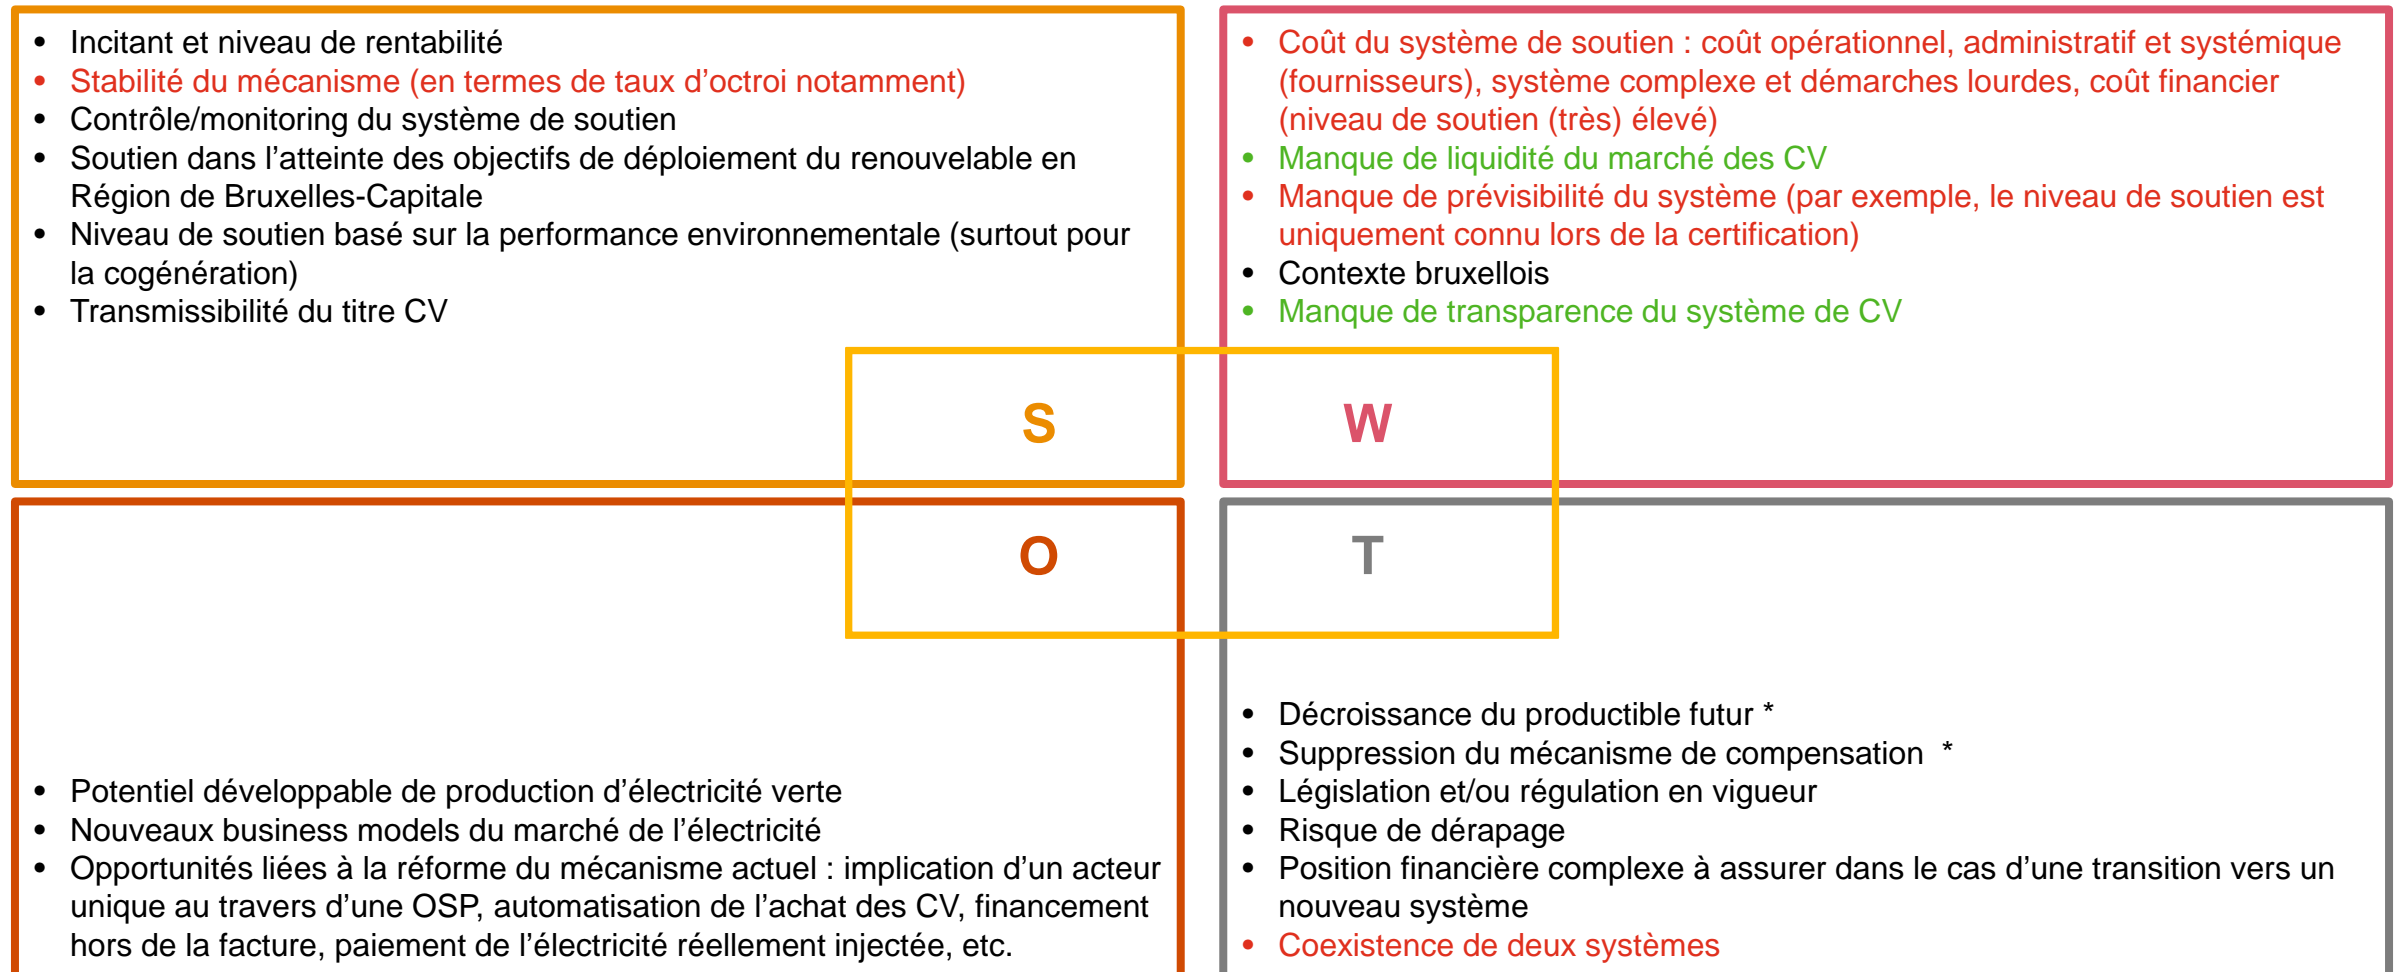 • Incitant et niveau de rentabilité
• Stabilité du mécanisme (en termes de taux d’octroi notamment)
• Contrôle/monitoring du système de soutien
• Soutien dans l’atteinte des objectifs de déploiement du renouvelable en
Région de Bruxelles-Capitale
• Niveau de soutien basé sur la performance environnementale (surtout pour
la cogénération)
• Transmissibilité du titre CV
S
• Coût du système de soutien : coût opérationnel, administratif et systémique
(fournisseurs), système complexe et démarches lourdes, coût financier
(niveau de soutien (très) élevé)
• Manque de liquidité du marché des CV
• Manque de prévisibilité du système (par exemple, le niveau de soutien est
uniquement connu lors de la certification)
• Contexte bruxellois
• Manque de transparence du système de CV
W
O
• Potentiel développable de production d’électricité verte
• Nouveaux business models du marché de l’électricité
• Opportunités liées à la réforme du mécanisme actuel : implication d’un acteur
unique au travers d’une OSP, automatisation de l’achat des CV, financement
hors de la facture, paiement de l’électricité réellement injectée, etc.
T
• Décroissance du productible futur *
• Suppression du mécanisme de compensation *
• Législation et/ou régulation en vigueur
• Risque de dérapage
• Position financière complexe à assurer dans le cas d’une transition vers un
nouveau système
• Coexistence de deux systèmes